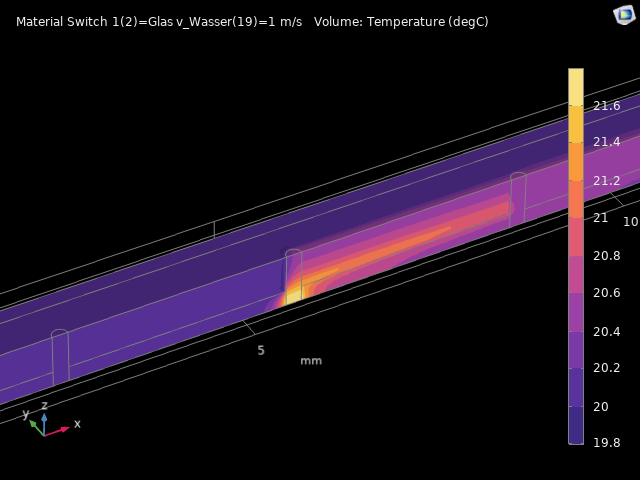 Material Switch 1(2)=Glas v_Wasser(19)=1 m/s   Volume: Temperature (degC)
21.6
21.4
21.2
21
20.8
20.6
20.4
20.2
20
19.8
10
5
mm
y
z
x